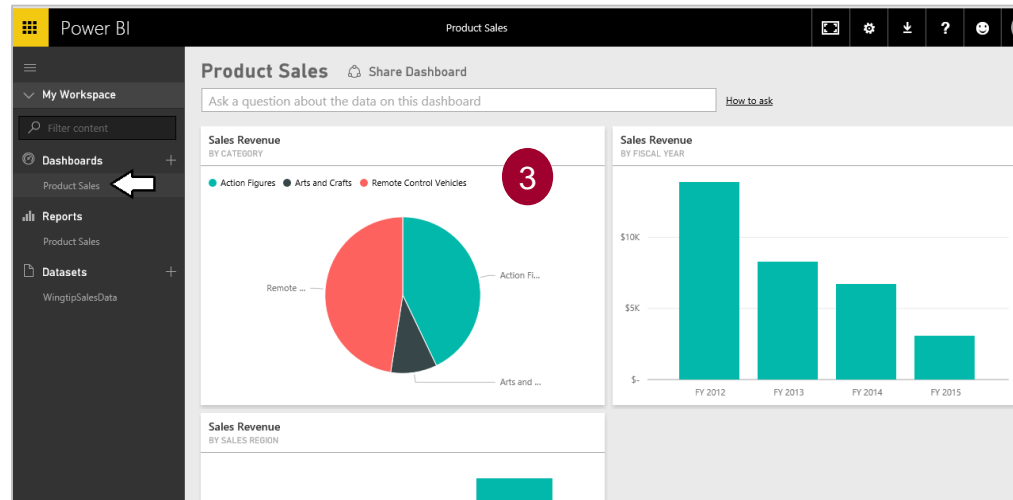 Power BI
Product Sales
?
My Workspace
Filter content
Dashboards +
Product Sales
Reports
Product Sales
Datasets +
WingtipSalesData
Product Sales
Share Dashboard
Ask a question about the data on this dashboard
How to ask
Sales Revenue
BY CATEGORY
Action Figures
Arts and Crafts
Remote Control Vehicles
3
Action Fi...
Remote ...
Arts and ...
Sales Revenue
BY FISCAL YEAR
$10K
$5K
$-
FY 2012
FY 2013
FY 2014
FY 2015
Sales Revenue
BY SALES REGION